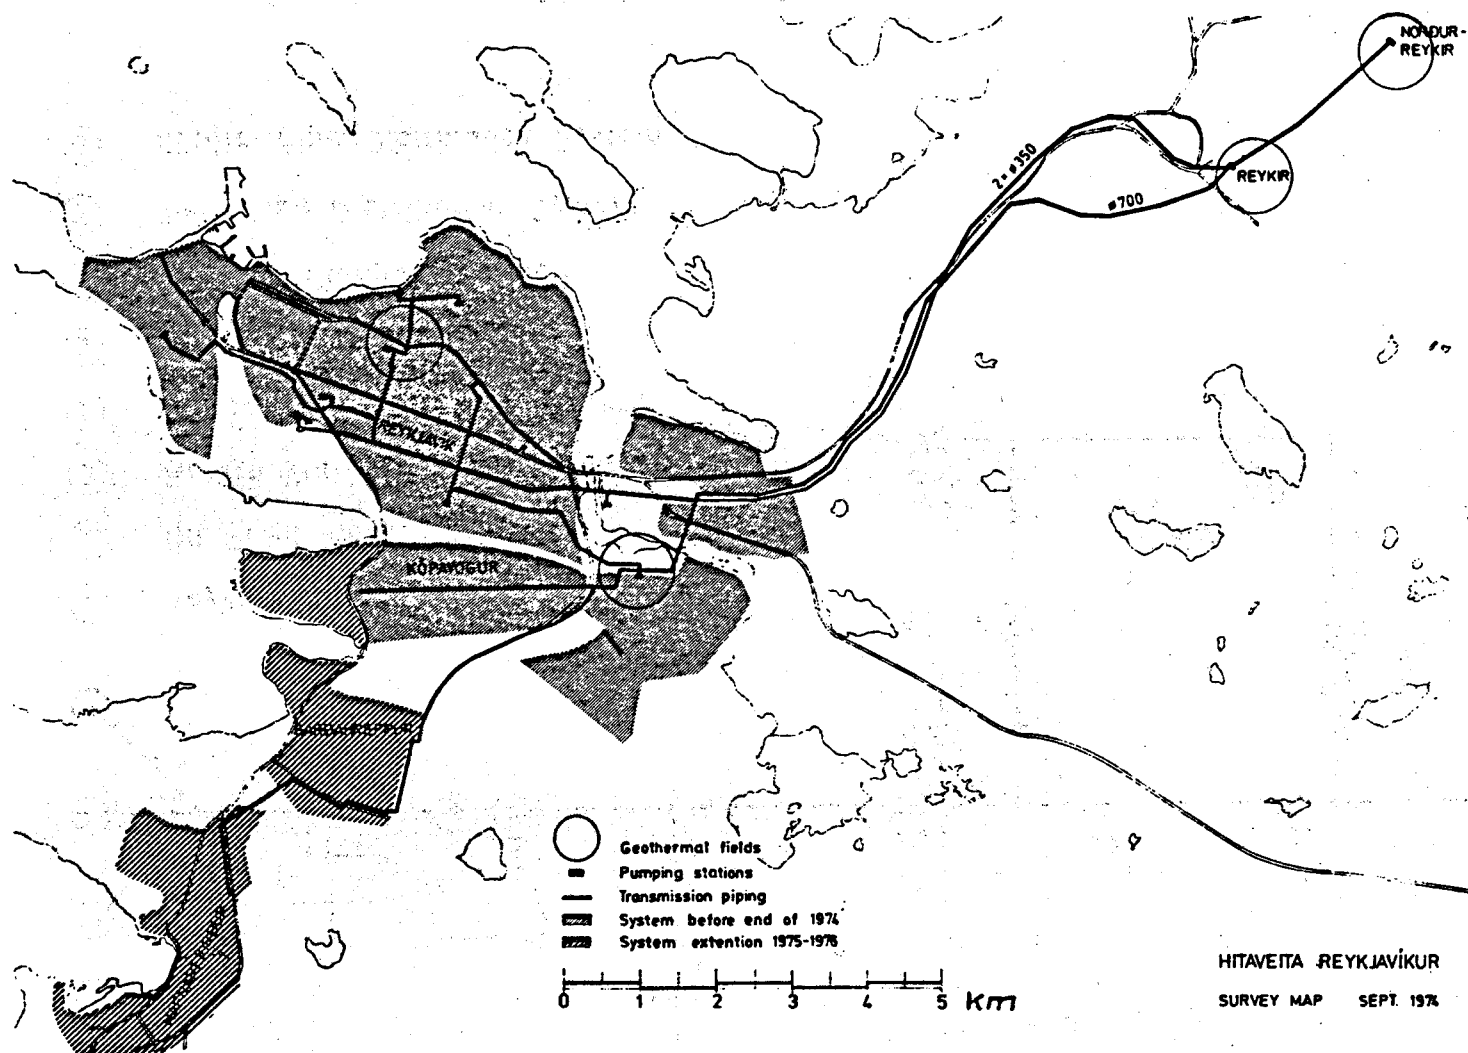 NORDUR-
REYKIR
REYKIR
2×ø350
ø700
REYKJAVÍK
KÓPAVOGUR
Geothermal fields
Pumping stations
Transmission piping
System before end of 1974
System extention 1975-1976
0 1 2 3 4 5 km
HITAVEITA REYKJAVÍKUR
SURVEY MAP SEPT. 1974